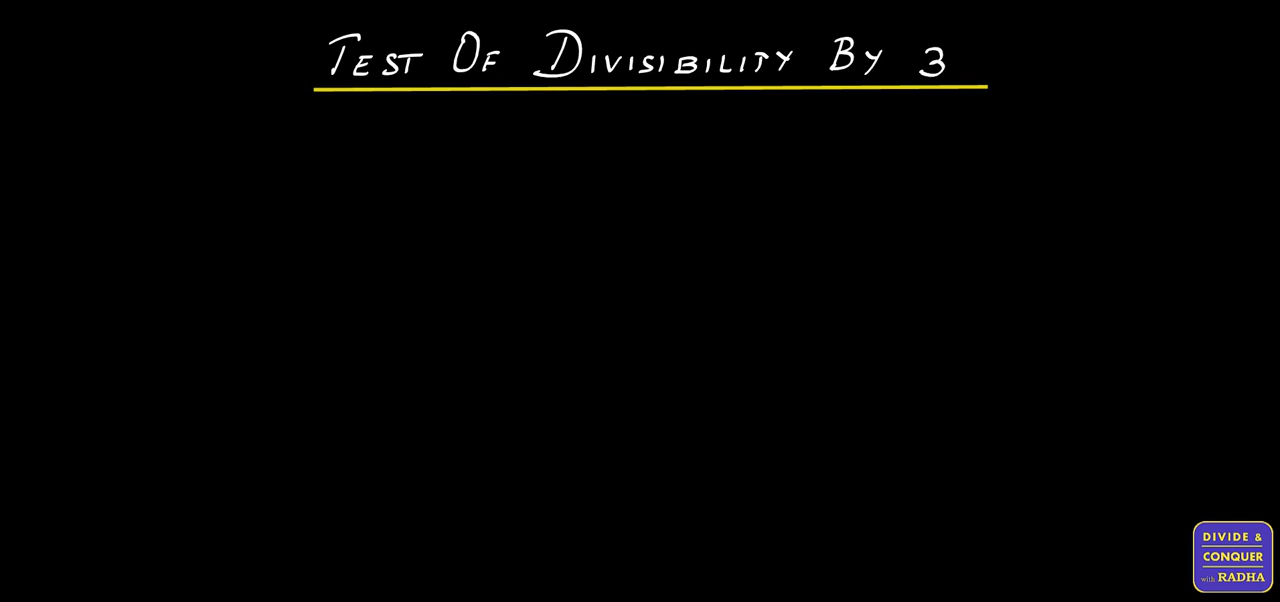 TEST OF DIVISIBILITY BY 3
DIVIDE &
CONQUER
with RADHA